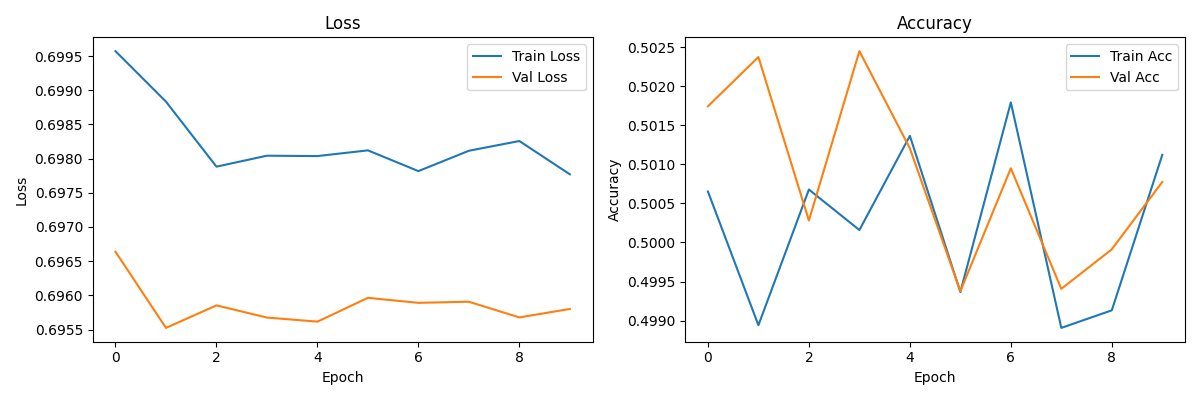 Loss
0.6995
0.6990
0.6985
0.6980
0.6975
0.6970
0.6965
0.6960
0.6955
Loss
Train Loss
Val Loss
0 2 4 6 8
Epoch
Accuracy
0.5025
0.5020
0.5015
0.5010
0.5005
0.5000
0.4995
0.4990
Accuracy
Train Acc
Val Acc
0 2 4 6 8
Epoch